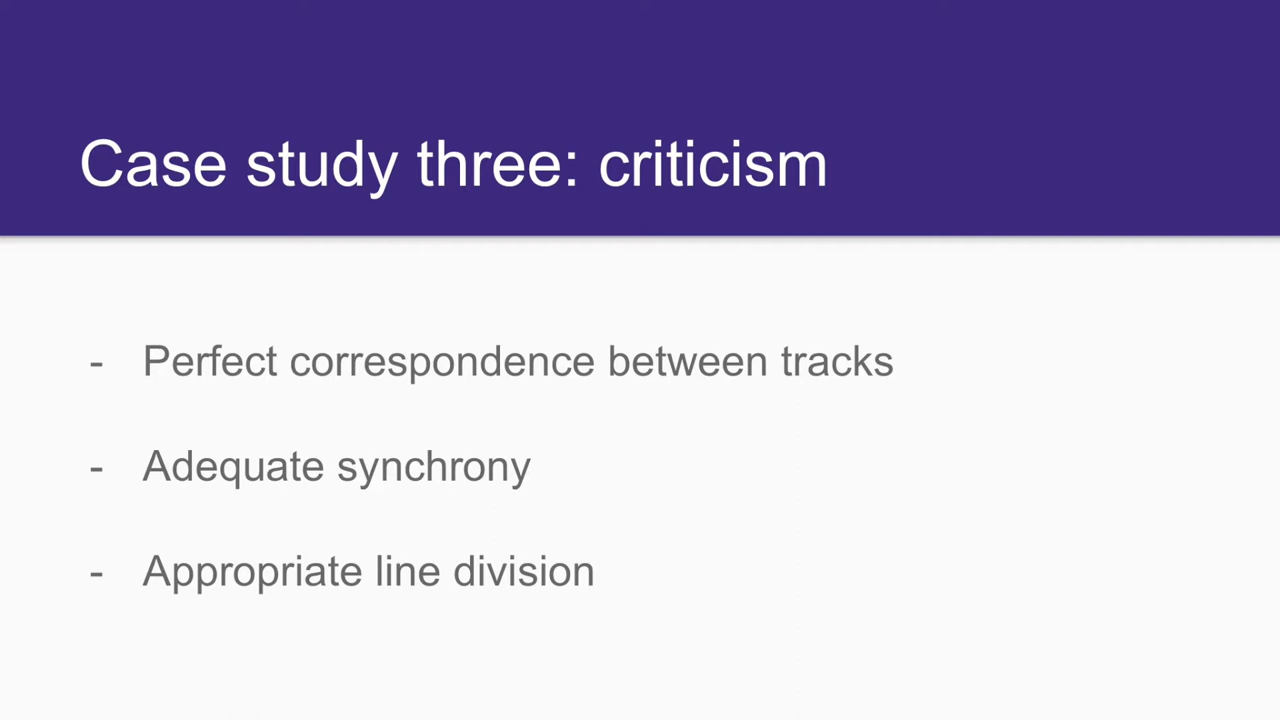 Case study three: criticism
- Perfect correspondence between tracks
- Adequate synchrony
- Appropriate line division